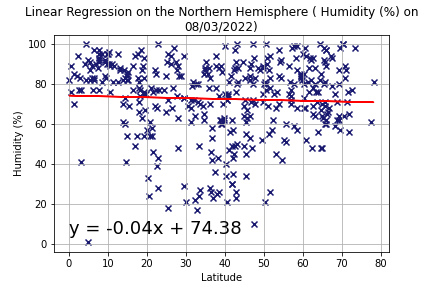 Linear Regression on the Northern Hemisphere ( Humidity (%) on
08/03/2022)
100
80
60
40
20
0
Humidity (%)
y = -0.04x + 74.38
0 10 20 30 40 50 60 70 80
Latitude